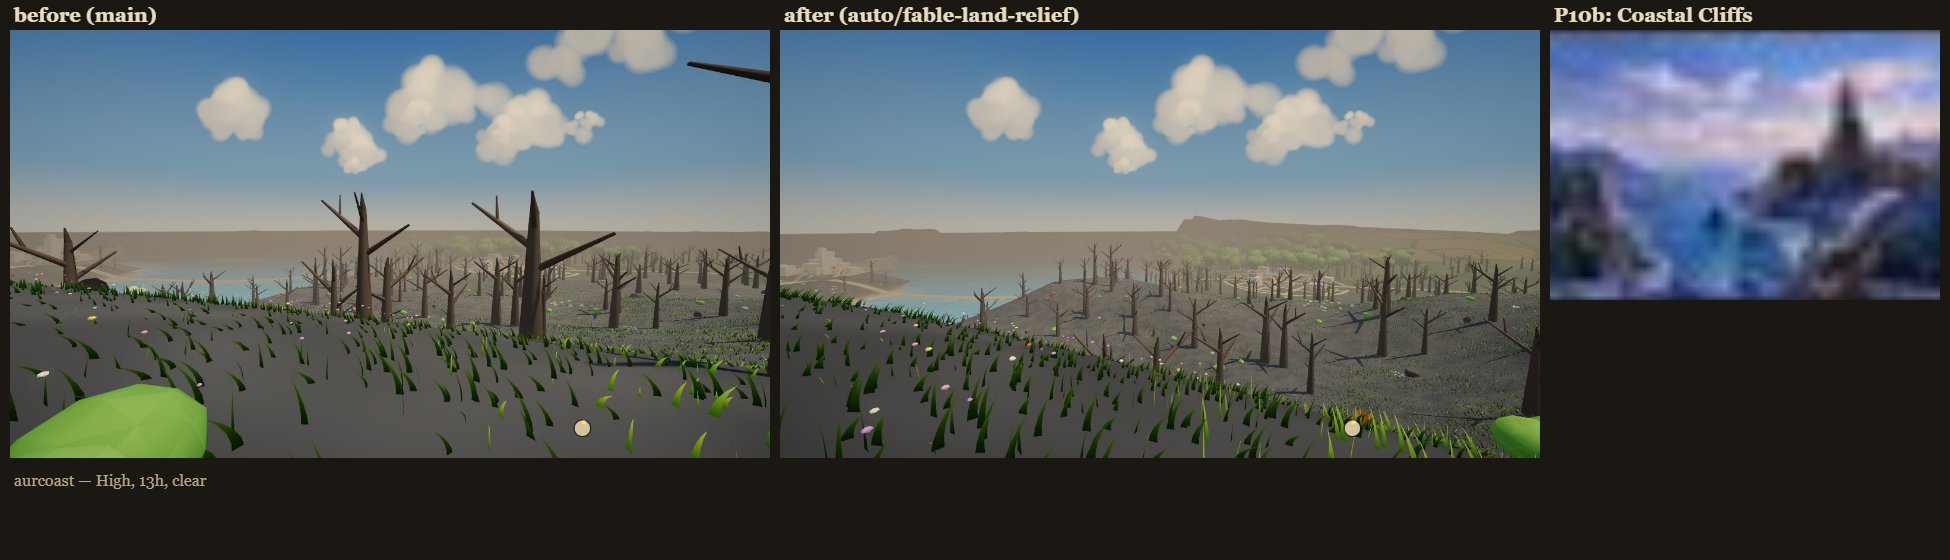 before (main)
after (auto/fable-land-relief)
P10b: Coastal Cliffs
aurcoast — High, 13h, clear